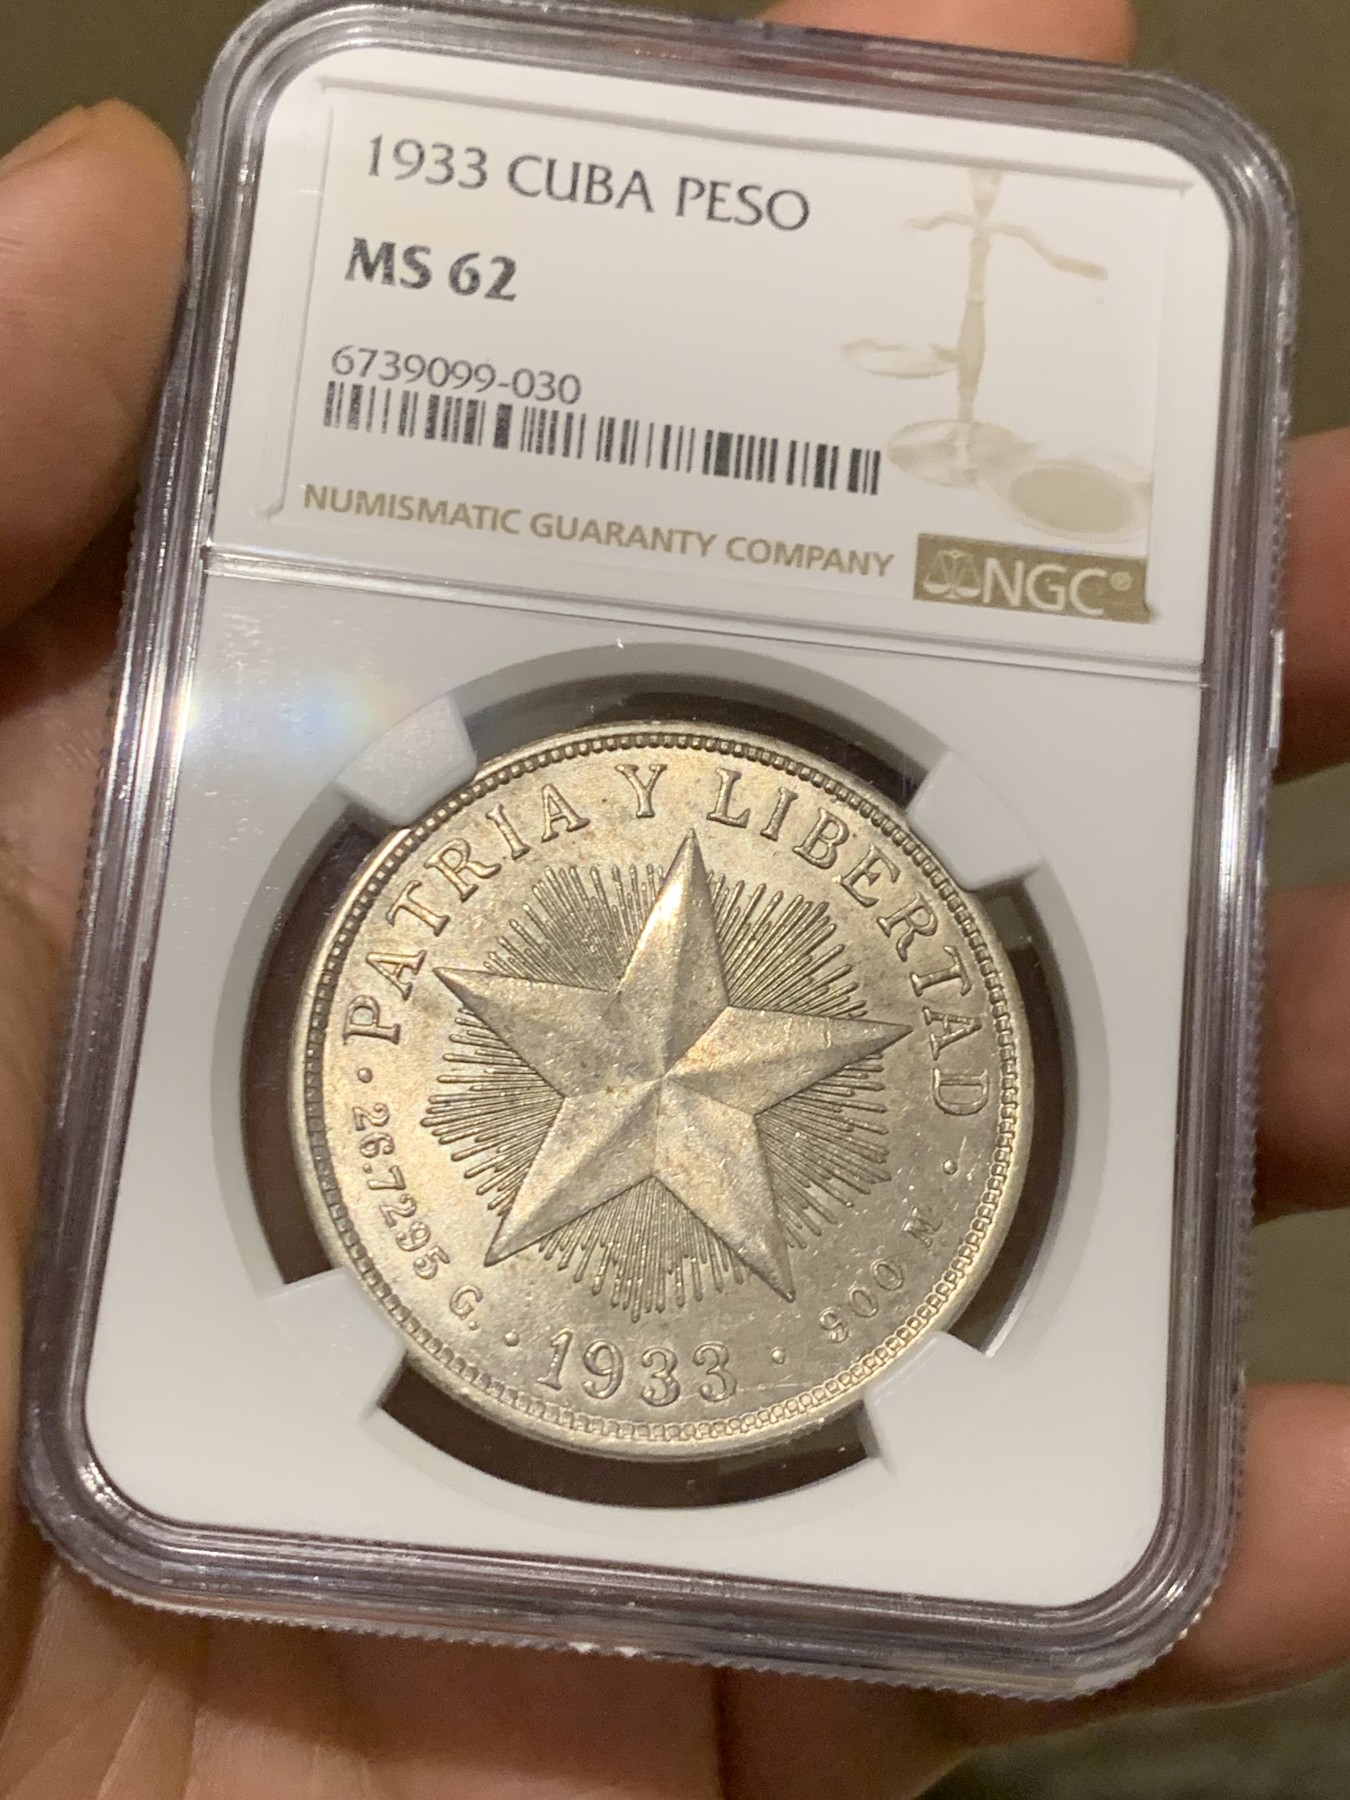 1933 CUBA PESO
MS 62
6739099-030
NUMISMATIC GUARANTY COMPANY
NGC®
PATRIA Y LIBERTAD
26.7295 G.
1933
900 M